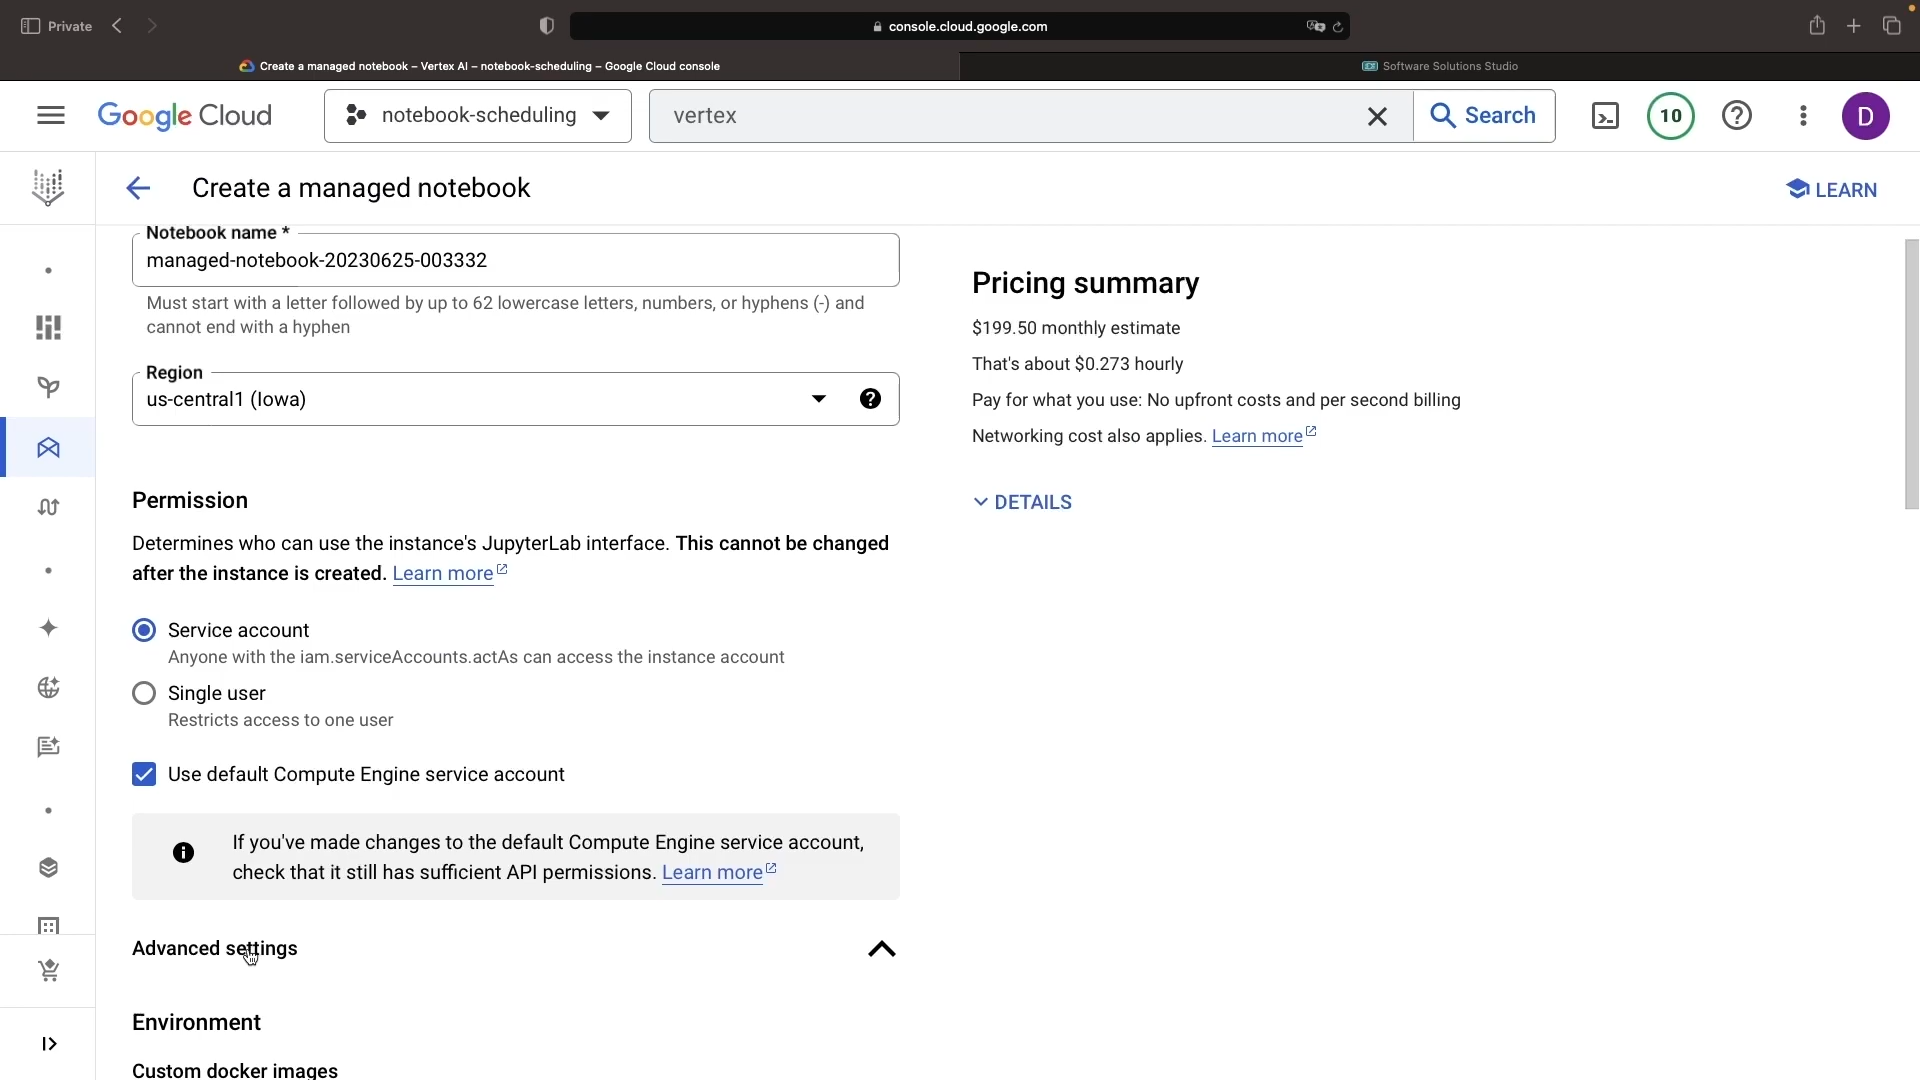 Private
console.cloud.google.com
Create a managed notebook – Vertex AI – notebook-scheduling – Google Cloud console
Software Solutions Studio
Google Cloud
notebook-scheduling
vertex
Search
10
D
Create a managed notebook
LEARN
Notebook name *
managed-notebook-20230625-003332
Must start with a letter followed by up to 62 lowercase letters, numbers, or hyphens (-) and
cannot end with a hyphen
Region
us-central1 (Iowa)
Permission
Determines who can use the instance's JupyterLab interface. This cannot be changed
after the instance is created. Learn more
Service account
Anyone with the iam.serviceAccounts.actAs can access the instance account
Single user
Restricts access to one user
Use default Compute Engine service account
If you've made changes to the default Compute Engine service account,
check that it still has sufficient API permissions. Learn more
Advanced settings
Environment
Custom docker images
Pricing summary
$199.50 monthly estimate
That's about $0.273 hourly
Pay for what you use: No upfront costs and per second billing
Networking cost also applies. Learn more
DETAILS